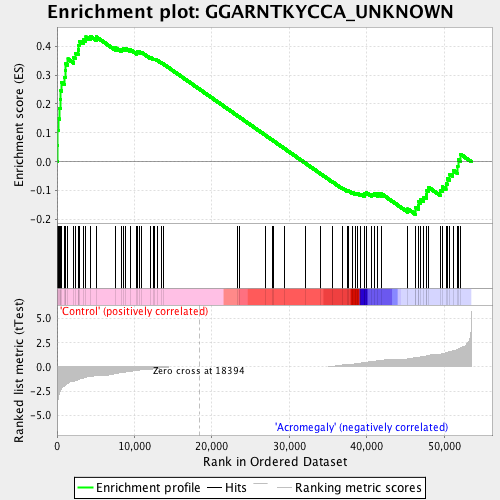 Enrichment plot: GGARNTKYCCA_UNKNOWN
Enrichment score (ES)
0.4
0.3
0.2
0.1
0.0
-0.1
-0.2
'Control' (positively correlated)
Ranked list metric (tTest)
5.0
2.5
0.0
-2.5
-5.0
Zero cross at 18394
'Acromegaly' (negatively correlated)
0
10,000
20,000
30,000
40,000
50,000
Rank in Ordered Dataset
Enrichment profile
Hits
Ranking metric scores